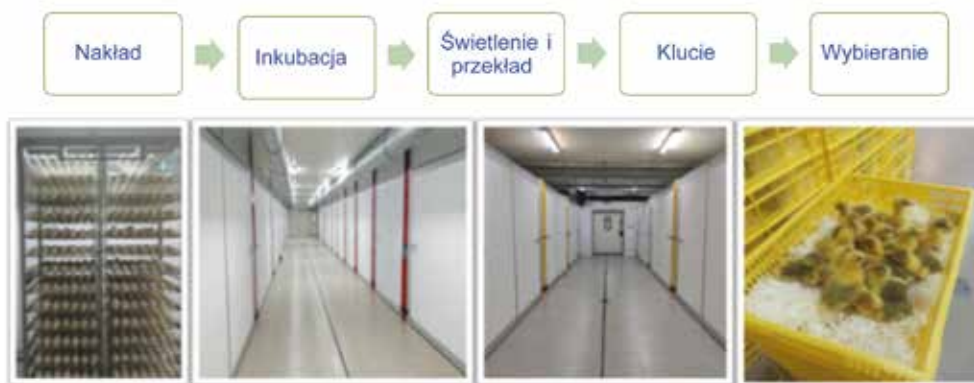 Nakład
Inkubacja
Świetlenie i
przekład
Klucie
Wybieranie